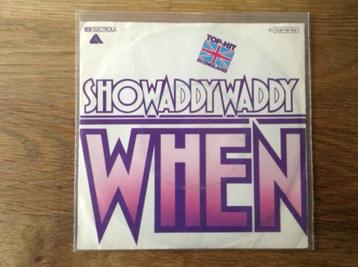 EMI ELECTROLA
TOP-HIT
IN ENGLAND
SHOWADDYWADDY
WHEN